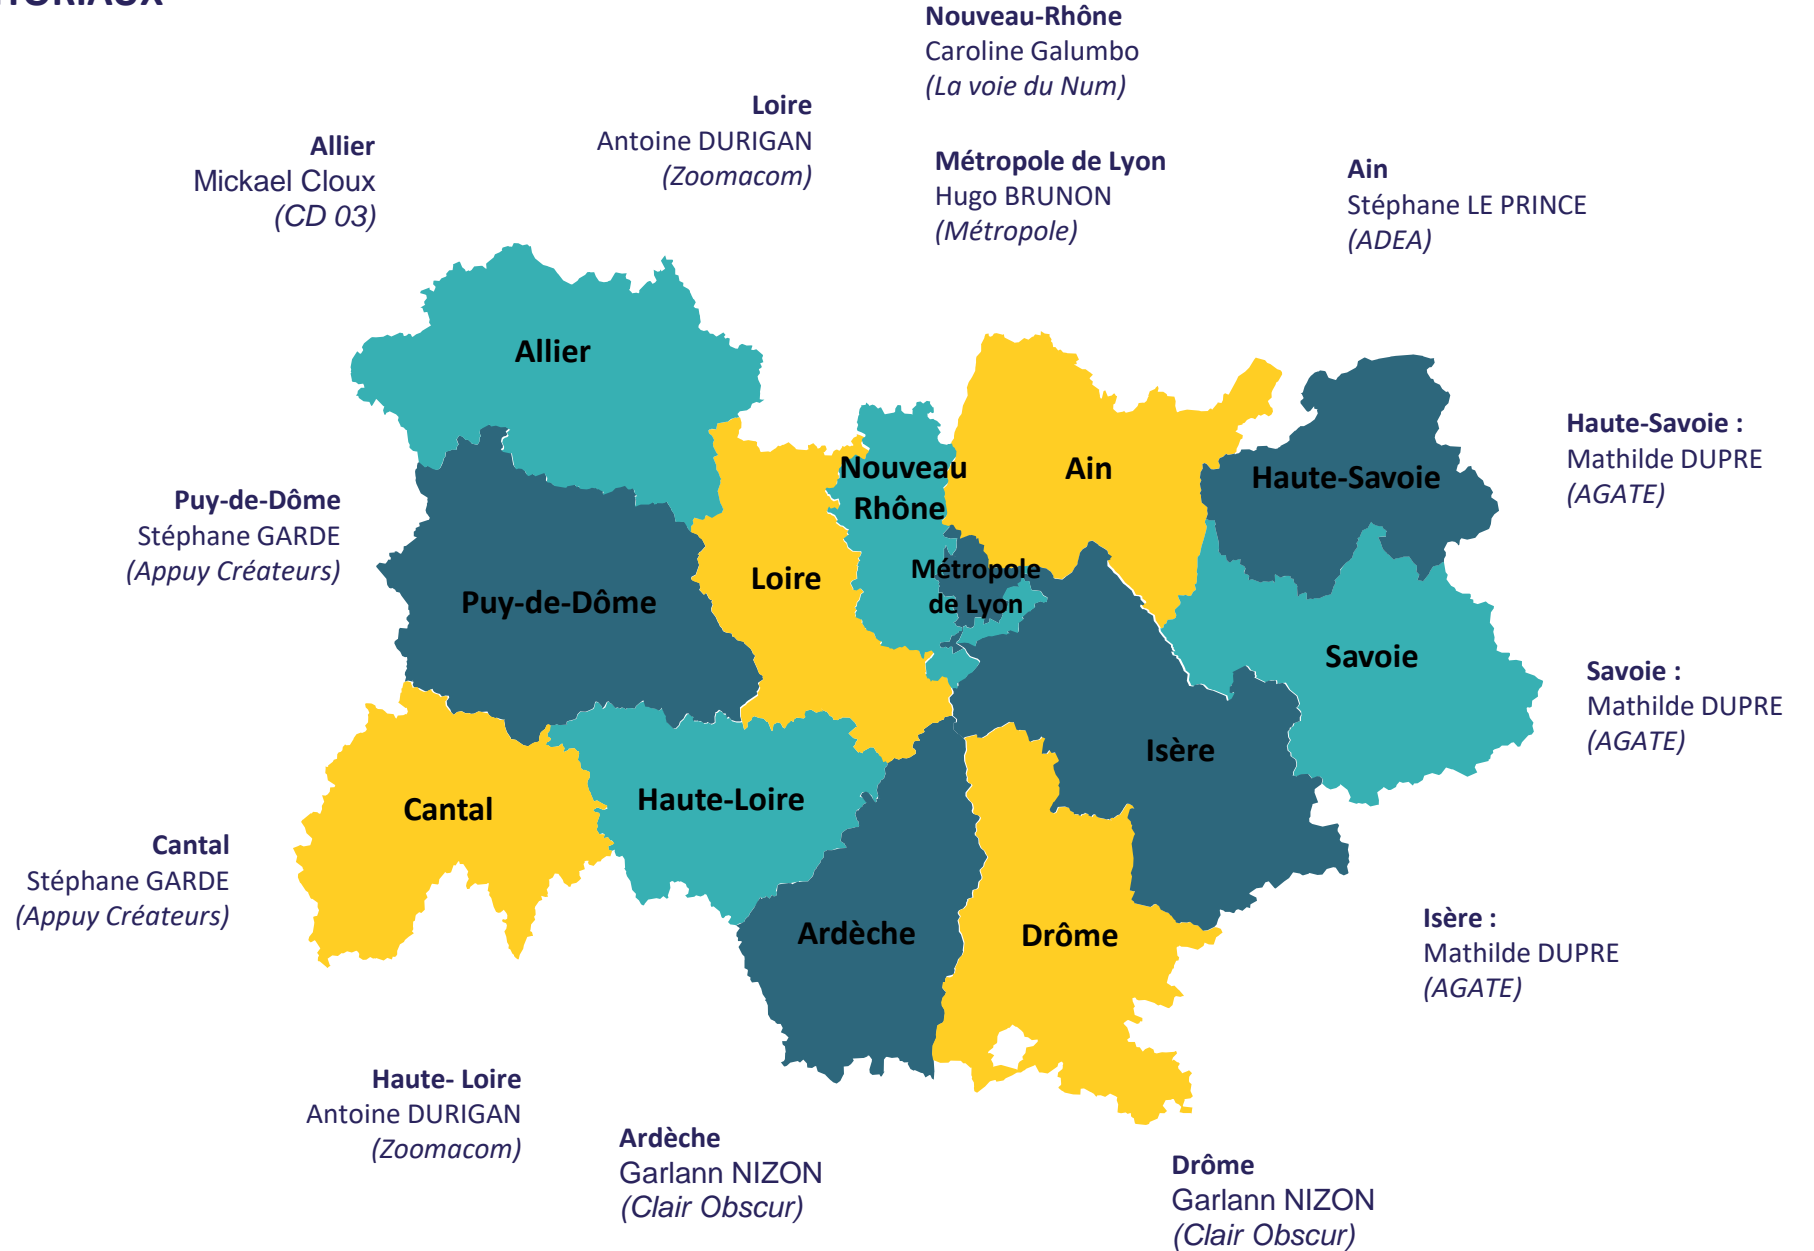 Nouveau-Rhône
Caroline Galumbo
(La voie du Num)
Loire
Antoine DURIGAN
(Zoomacom)
Allier
Mickael Cloux
(CD 03)
Métropole de Lyon
Hugo BRUNON
(Métropole)
Ain
Stéphane LE PRINCE
(ADEA)
Allier
Nouveau
Rhône
Ain
Haute-Savoie
Haute-Savoie :
Mathilde DUPRE
(AGATE)
Puy-de-Dôme
Stéphane GARDE
(Appuy Créateurs)
Puy-de-Dôme
Loire
Métropole
de Lyon
Savoie
Savoie :
Mathilde DUPRE
(AGATE)
Isère
Cantal
Haute-Loire
Cantal
Stéphane GARDE
(Appuy Créateurs)
Ardèche
Drôme
Isère :
Mathilde DUPRE
(AGATE)
Haute- Loire
Antoine DURIGAN
(Zoomacom)
Ardèche
Garlann NIZON
(Clair Obscur)
Drôme
Garlann NIZON
(Clair Obscur)